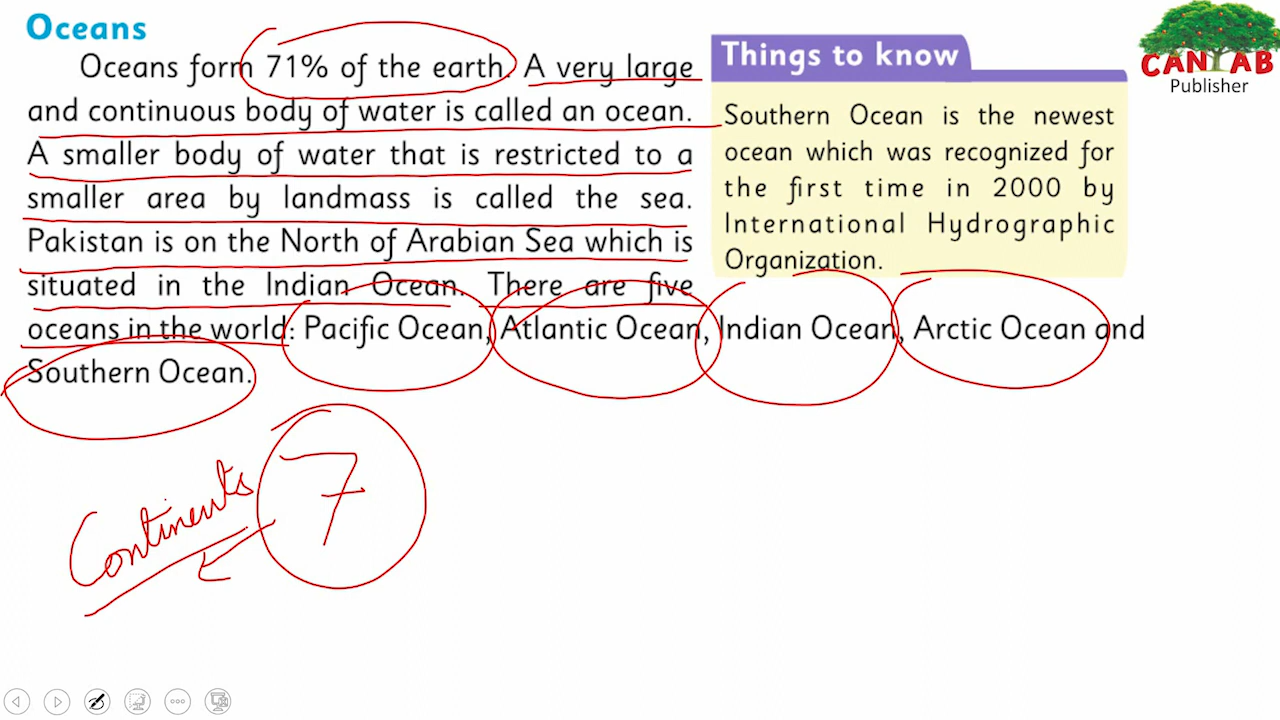 Oceans
Oceans form 71% of the earth. A very large
and continuous body of water is called an ocean.
A smaller body of water that is restricted to a
smaller area by landmass is called the sea.
Pakistan is on the North of Arabian Sea which is
situated in the Indian Ocean. There are five
oceans in the world: Pacific Ocean, Atlantic Ocean, Indian Ocean, Arctic Ocean and
Southern Ocean.
Things to know
Southern Ocean is the newest
ocean which was recognized for
the first time in 2000 by
International Hydrographic
Organization.
CANTAB
Publisher
Continents 7